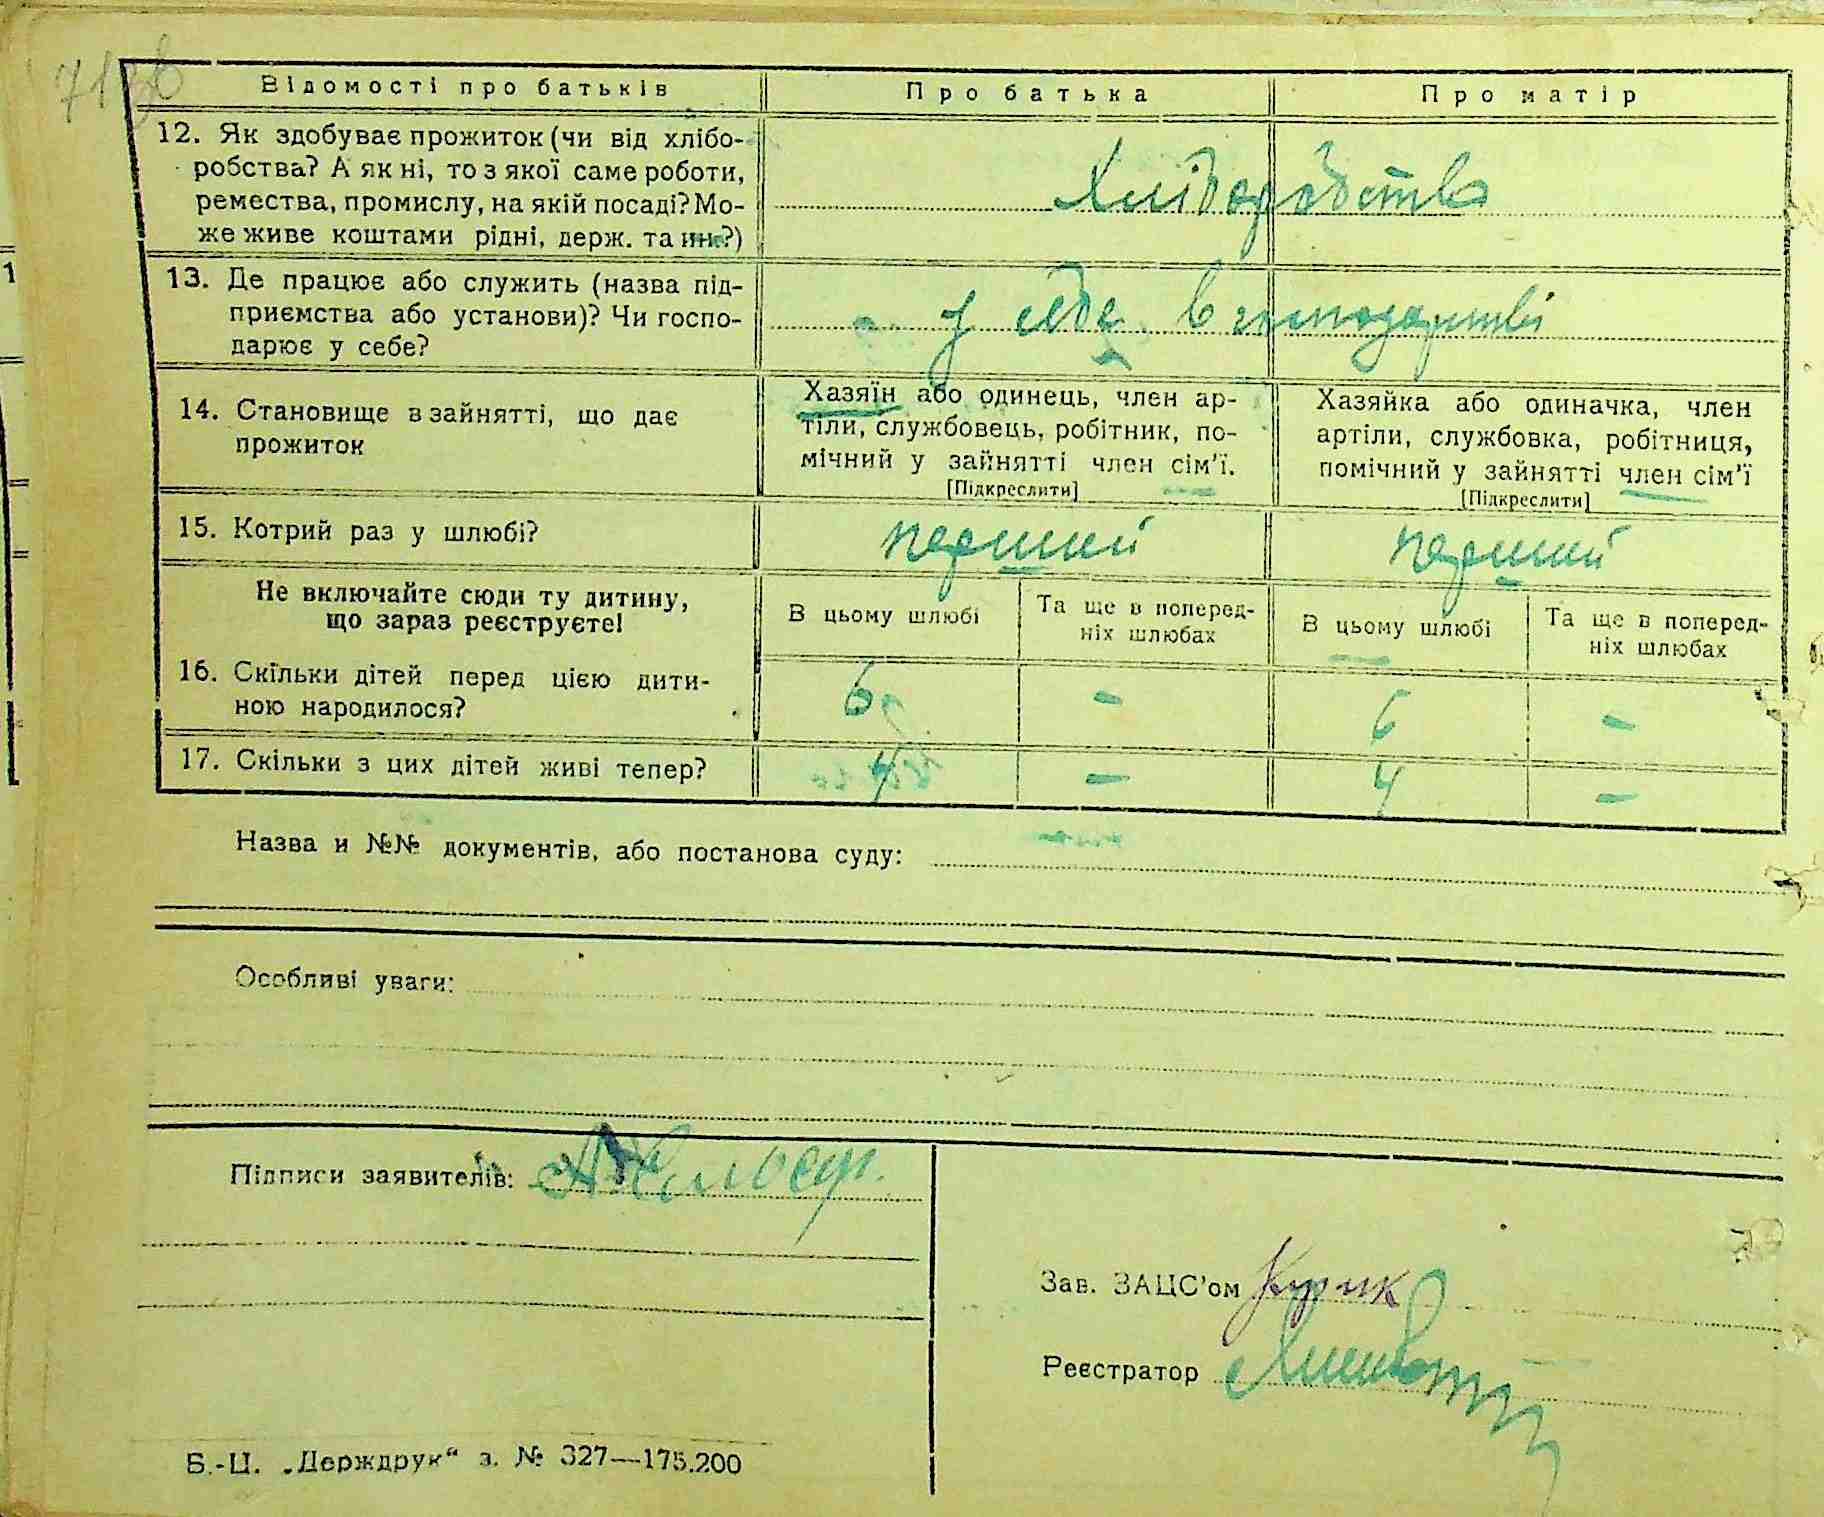 Відомості про батьків
Про батька
Про матір
12. Як здобуває прожиток (чи від хлібо-
робства? А як ні, то з якої саме роботи,
ремества, промислу, на якій посаді? Мо-
же живе коштами рідні, держ. та инк?)
Хліборобство
13. Де працює або служить (назва під-
приємства або установи)? Чи госпо-
дарює у себе?
у себе в господарстві
14. Становище в зайнятті, що дає
прожиток
Хазяїн або одинець, член ар-
тіли, службовець, робітник, по-
мічний у зайнятті член сім'ї.
[Підкреслити]
Хазяйка або одиначка, член
артіли, службовка, робітниця,
помічний у зайнятті член сім'ї
[Підкреслити]
15. Котрий раз у шлюбі?
перший
перший
Не включайте сюди ту дитину,
що зараз реєструєте!
В цьому шлюбі
Та ще в поперед-
ніх шлюбах
В цьому шлюбі
Та ще в поперед-
ніх шлюбах
16. Скільки дітей перед цією дити-
ною народилося?
6 - 6 -
17. Скільки з цих дітей живі тепер?
4 - 4 -
Назва и №№ документів, або постанова суду:
Особливі уваги:
Підписи заявителів:
Зав. ЗАЦС'ом
Реєстратор
Б.-Ц. „Держдрук“ з. № 327—175.200